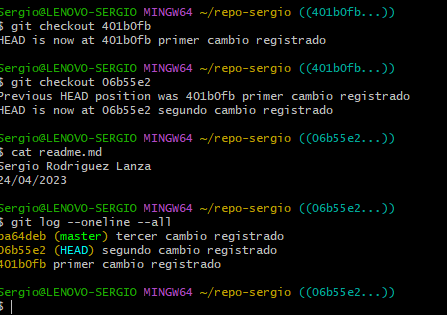 Sergio@LENOVO-SERGIO MINGW64 ~/repo-sergio ((401b0fb...))
$ git checkout 401b0fb
HEAD is now at 401b0fb primer cambio registrado
Sergio@LENOVO-SERGIO MINGW64 ~/repo-sergio ((401b0fb...))
$ git checkout 06b55e2
Previous HEAD position was 401b0fb primer cambio registrado
HEAD is now at 06b55e2 segundo cambio registrado
Sergio@LENOVO-SERGIO MINGW64 ~/repo-sergio ((06b55e2...))
$ cat readme.md
Sergio Rodriguez Lanza
24/04/2023
Sergio@LENOVO-SERGIO MINGW64 ~/repo-sergio ((06b55e2...))
$ git log --oneline --all
ba64deb (master) tercer cambio registrado
06b55e2 (HEAD) segundo cambio registrado
401b0fb primer cambio registrado
Sergio@LENOVO-SERGIO MINGW64 ~/repo-sergio ((06b55e2...))
$